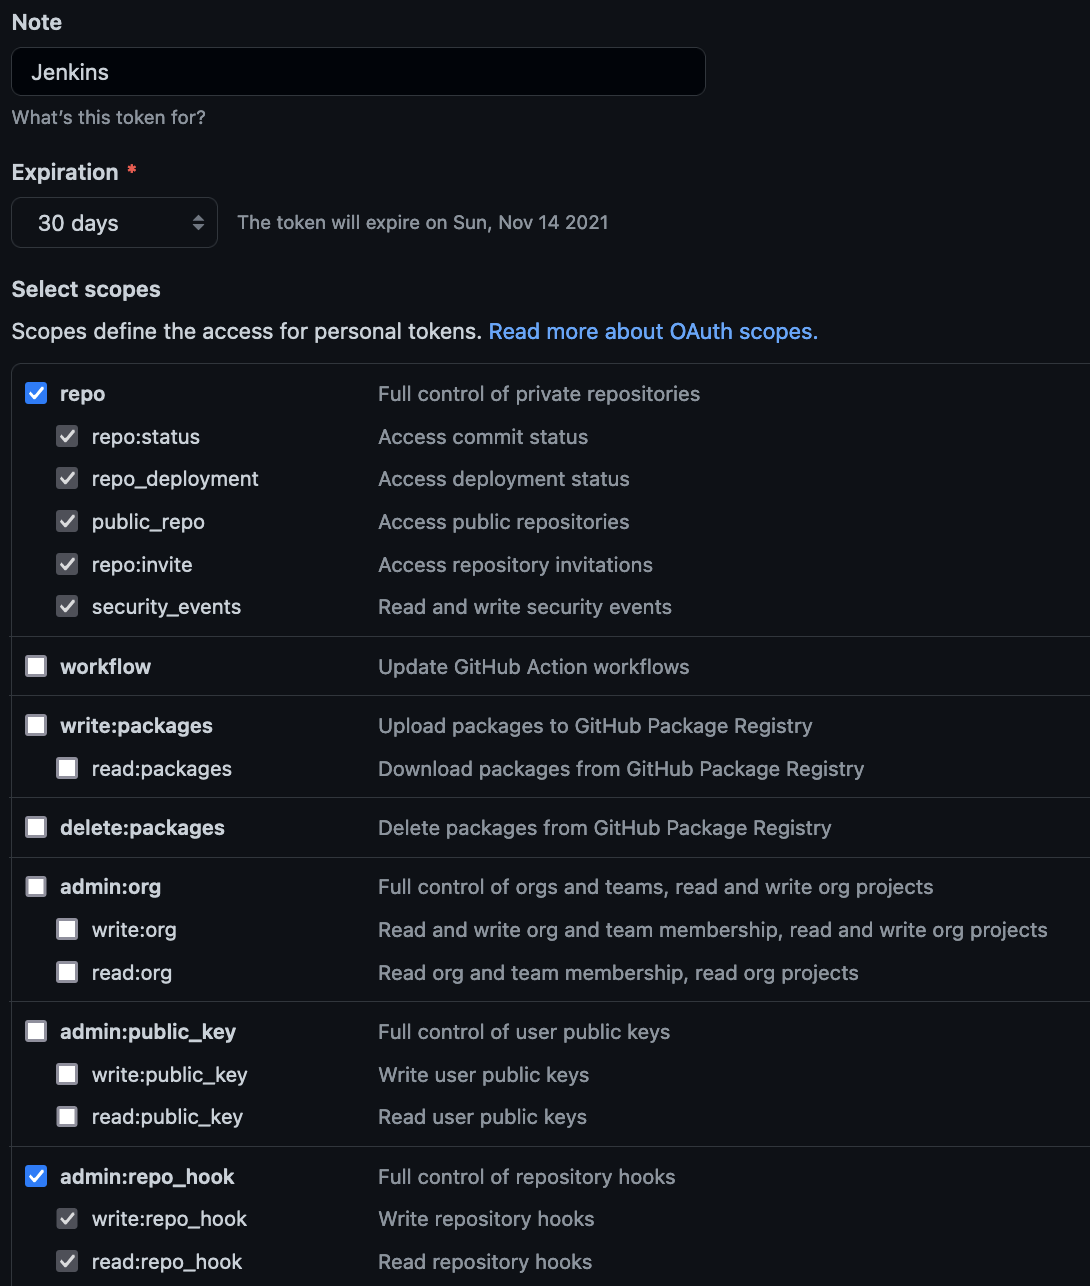 Note
Jenkins
What's this token for?
Expiration *
30 days The token will expire on Sun, Nov 14 2021
Select scopes
Scopes define the access for personal tokens. Read more about OAuth scopes.
repo Full control of private repositories
repo:status Access commit status
repo_deployment Access deployment status
public_repo Access public repositories
repo:invite Access repository invitations
security_events Read and write security events
workflow Update GitHub Action workflows
write:packages Upload packages to GitHub Package Registry
read:packages Download packages from GitHub Package Registry
delete:packages Delete packages from GitHub Package Registry
admin:org Full control of orgs and teams, read and write org projects
write:org Read and write org and team membership, read and write org projects
read:org Read org and team membership, read org projects
admin:public_key Full control of user public keys
write:public_key Write user public keys
read:public_key Read user public keys
admin:repo_hook Full control of repository hooks
write:repo_hook Write repository hooks
read:repo_hook Read repository hooks